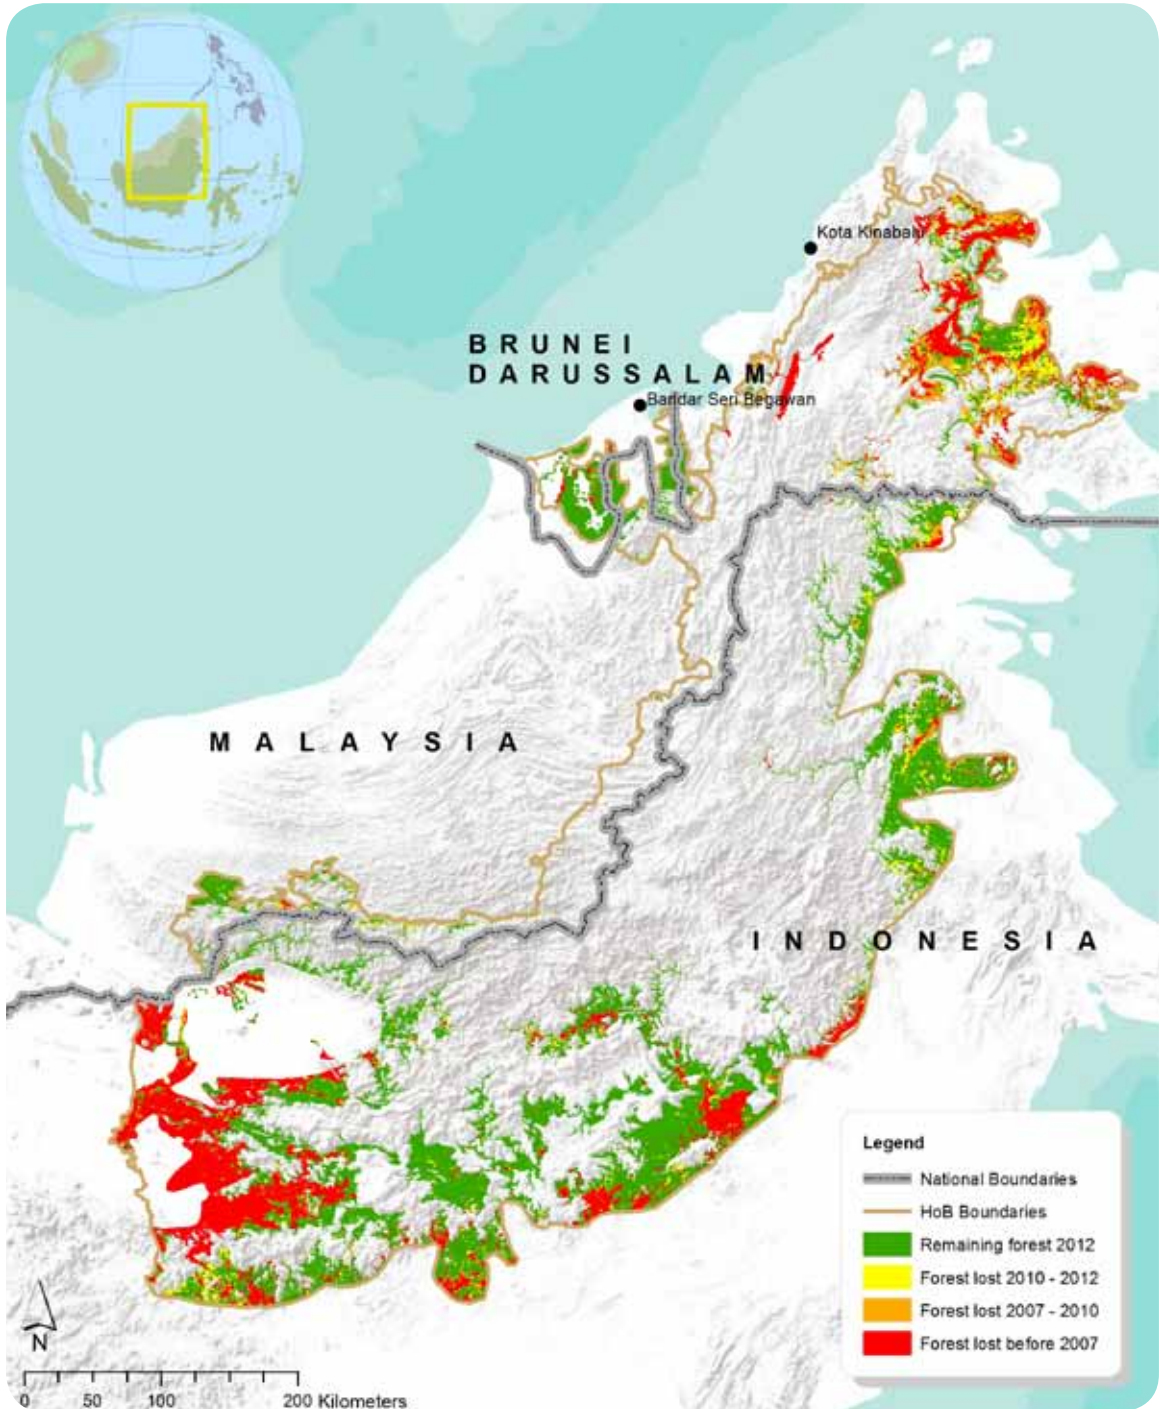 Kota Kinabalu
BRUNEI
DARUSSALAM
Bandar Seri Begawan
MALAYSIA
INDONESIA
Legend
National Boundaries
HoB Boundaries
Remaining forest 2012
Forest lost 2010 - 2012
Forest lost 2007 - 2010
Forest lost before 2007
N
0 50 100 200 Kilometers